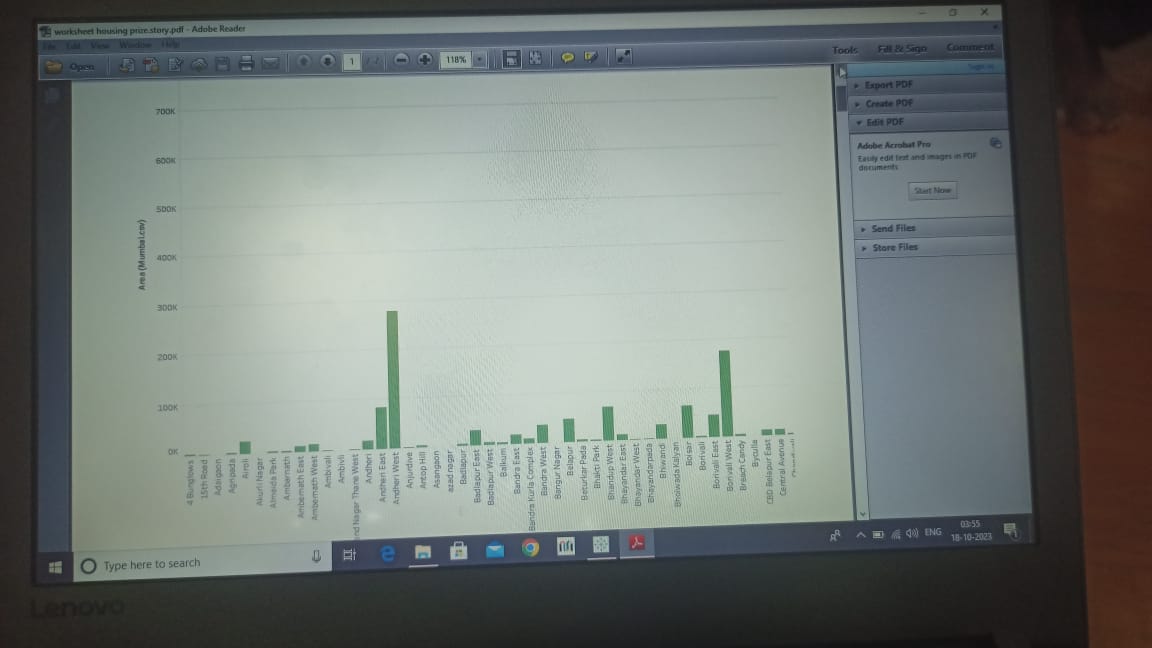 worksheet housing prize.story.pdf - Adobe Reader
File Edit View Window Help
Open
1
118%
Tools Fill & Sign Comment
Export PDF
Create PDF
Edit PDF
Adobe Acrobat Pro
Easily edit text and images in PDF
documents
Start Now
Send Files
Store Files
Area (Mumbai.csv)
700K
600K
500K
400K
300K
200K
100K
0K
4 Bunglows
15th Road
Adaigaon
Agripada
Airoli
Akurli Nagar
Almeida Park
Ambernath
Ambernath East
Ambernath West
Ambivali
Ambivli
nd Nagar Thane West
Andheri
Andheri East
Andheri West
Anjurdive
Antop Hill
Asangaon
azad nagar
Badlapur
Badlapur East
Badlapur West
Balkum
Bandra East
Bandra Kurla Complex
Bandra West
Bangur Nagar
Belapur
Beturkar Pada
Bhakti Park
Bhandup West
Bhayandar East
Bhayandar West
Bhayandarpada
Bhiwandi
Bhoiwada Kalyan
Boisar
Borivali
Borivali East
Borivali West
Breach Candy
Byculla
CBD Belapur East
Central Avenue
Type here to search
ENG
03:55
18-10-2023
Lenovo